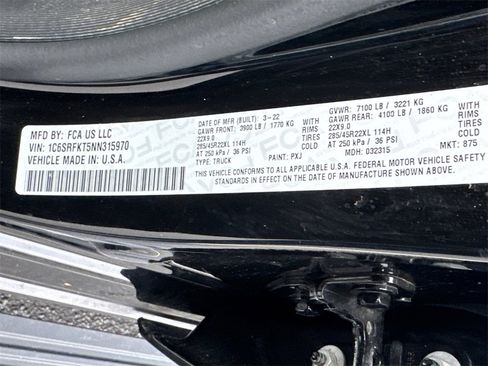 MFD BY: FCA US LLC
VIN: 1C6SRFKT5NN315970
VEHICLE MADE IN: U.S.A.
DATE OF MFR (BUILT): 3-22
GAWR FRONT: 3900 LB / 1770 KG WITH
22X9.0 RIMS
285/45R22XL 114H TIRES
AT 250 kPa / 36 PSI COLD
TYPE: TRUCK PAINT: PXJ
GVWR: 7100 LB / 3221 KG
GAWR REAR: 4100 LB / 1860 KG WITH
22X9.0 RIMS
285/45R22XL 114H TIRES
AT 250 kPa / 36 PSI COLD
MDH: 032315 MKT: 875
THIS VEHICLE CONFORMS TO ALL APPLICABLE U.S.A. FEDERAL MOTOR VEHICLE
EFFECT ON THE DATE OF MANUFACTURE SHOWN ABOVE.